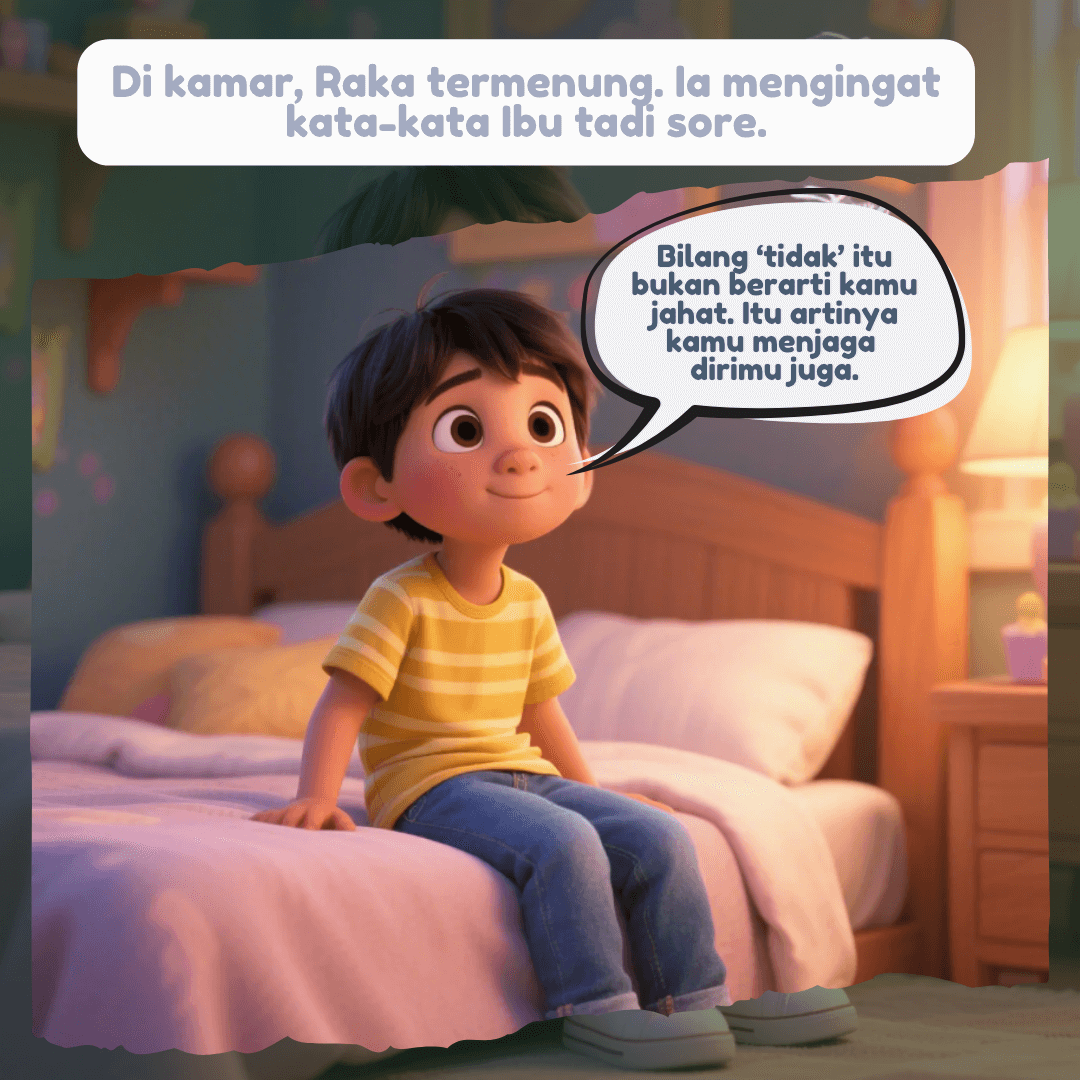 Di kamar, Raka termenung. Ia mengingat
kata-kata Ibu tadi sore.
Bilang ‘tidak’ itu
bukan berarti kamu
jahat. Itu artinya
kamu menjaga
dirimu juga.